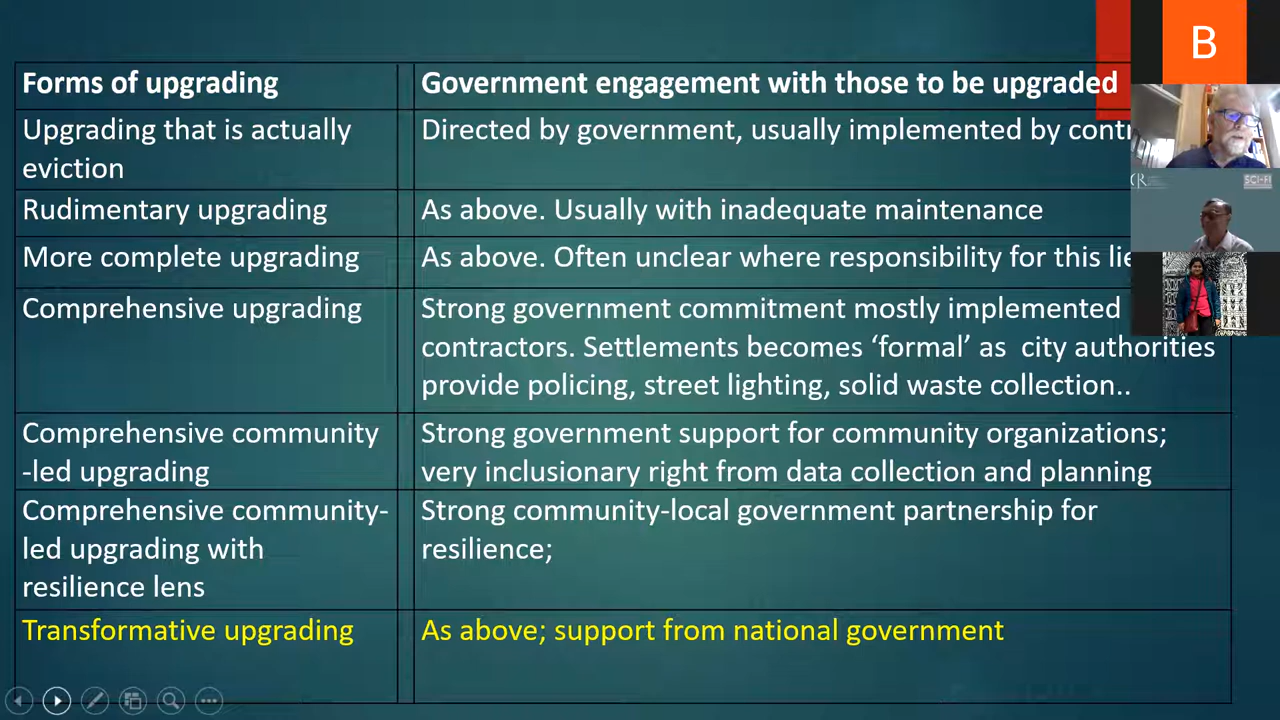 Forms of upgrading
Government engagement with those to be upgraded
Upgrading that is actually
eviction
Directed by government, usually implemented by
Rudimentary upgrading
As above. Usually with inadequate maintenance
More complete upgrading
As above. Often unclear where responsibility for this
Comprehensive upgrading
Strong government commitment mostly implemented
contractors. Settlements becomes ‘formal’ as city authorities
provide policing, street lighting, solid waste collection..
Comprehensive community
-led upgrading
Strong government support for community organizations;
very inclusionary right from data collection and planning
Comprehensive community-
led upgrading with
resilience lens
Strong community-local government partnership for
resilience;
Transformative upgrading
As above; support from national government
B
SCI-FI